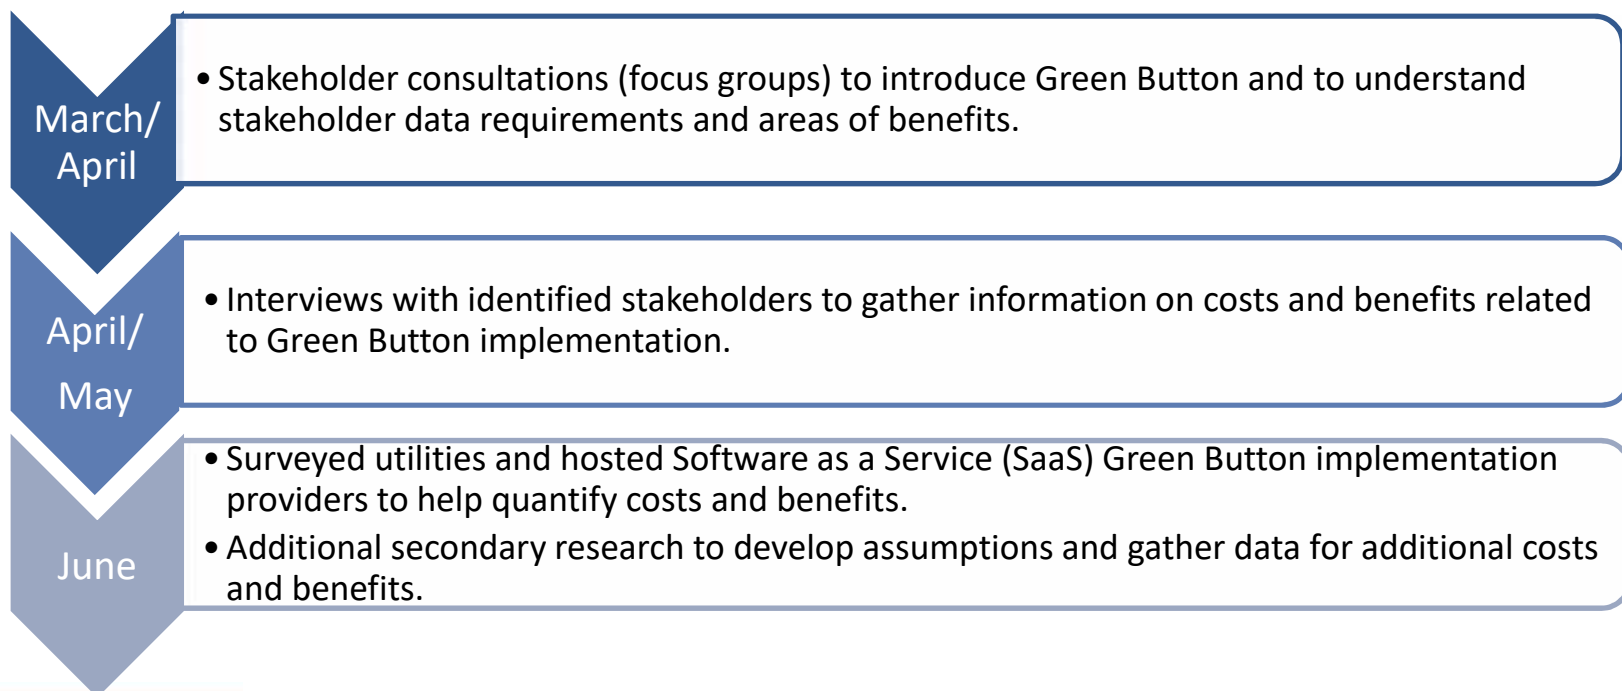 March/
April
• Stakeholder consultations (focus groups) to introduce Green Button and to understand
stakeholder data requirements and areas of benefits.
April/
May
• Interviews with identified stakeholders to gather information on costs and benefits related
to Green Button implementation.
June
• Surveyed utilities and hosted Software as a Service (SaaS) Green Button implementation
providers to help quantify costs and benefits.
• Additional secondary research to develop assumptions and gather data for additional costs
and benefits.